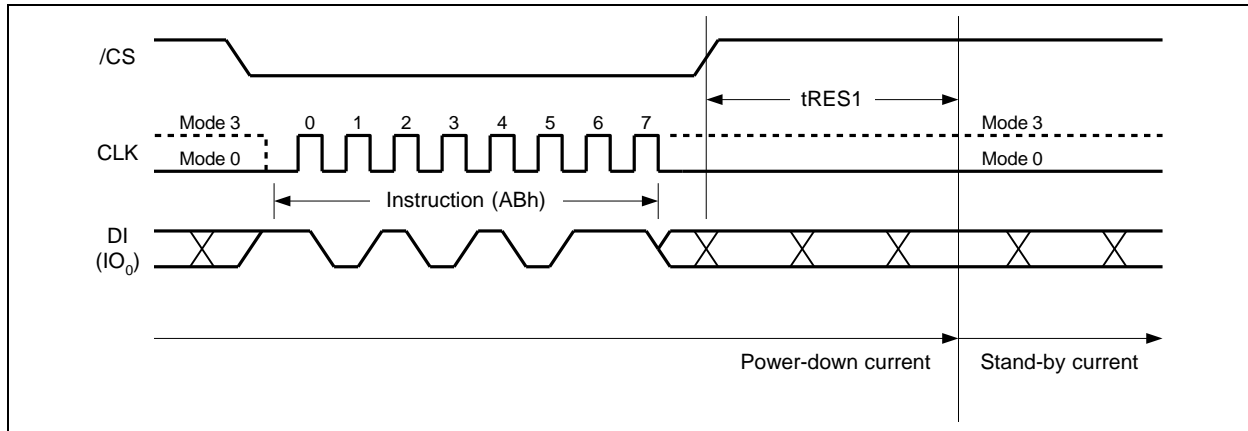 /CS
tRES1
Mode 3 0 1 2 3 4 5 6 7 Mode 3
CLK
Mode 0 Mode 0
Instruction (ABh)
DI
(IO₀)
Power-down current Stand-by current